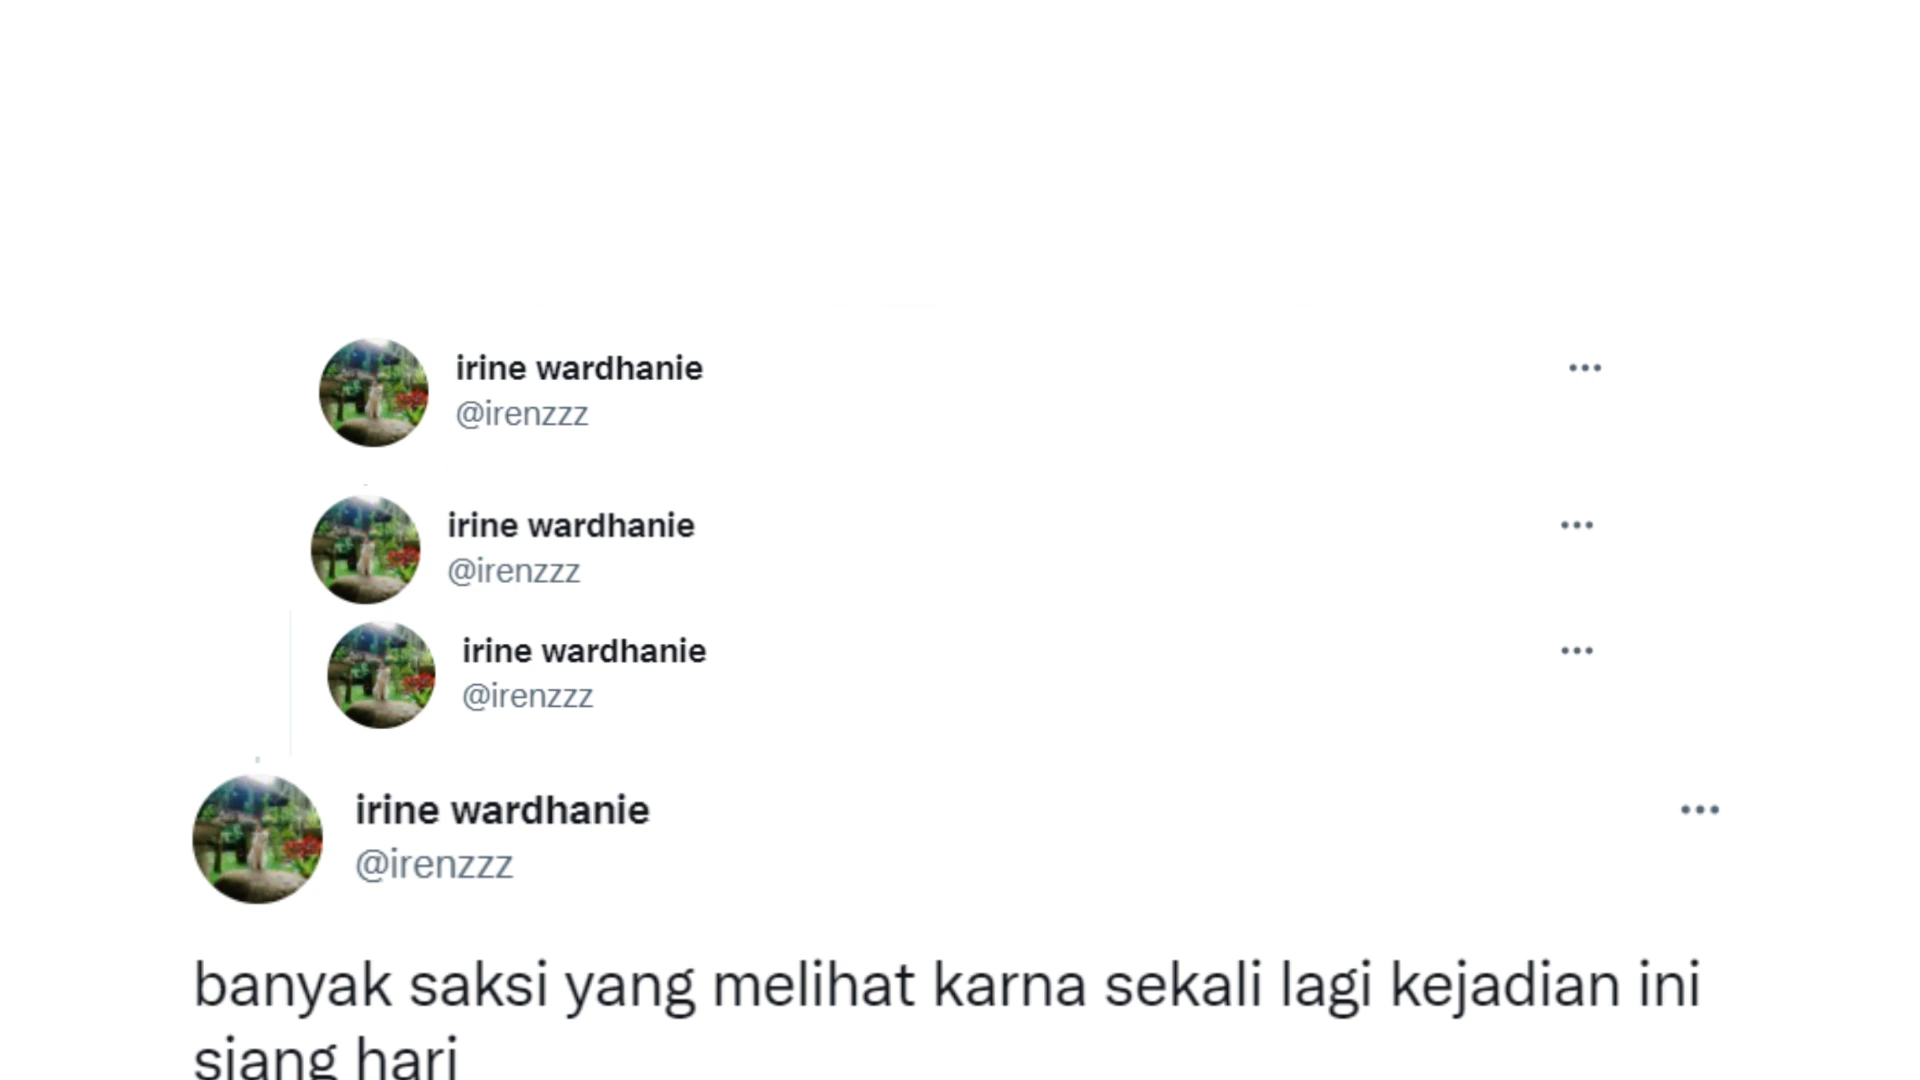 irine wardhanie
@irenzzz
irine wardhanie
@irenzzz
irine wardhanie
@irenzzz
irine wardhanie
@irenzzz
banyak saksi yang melihat karna sekali lagi kejadian ini
siang hari